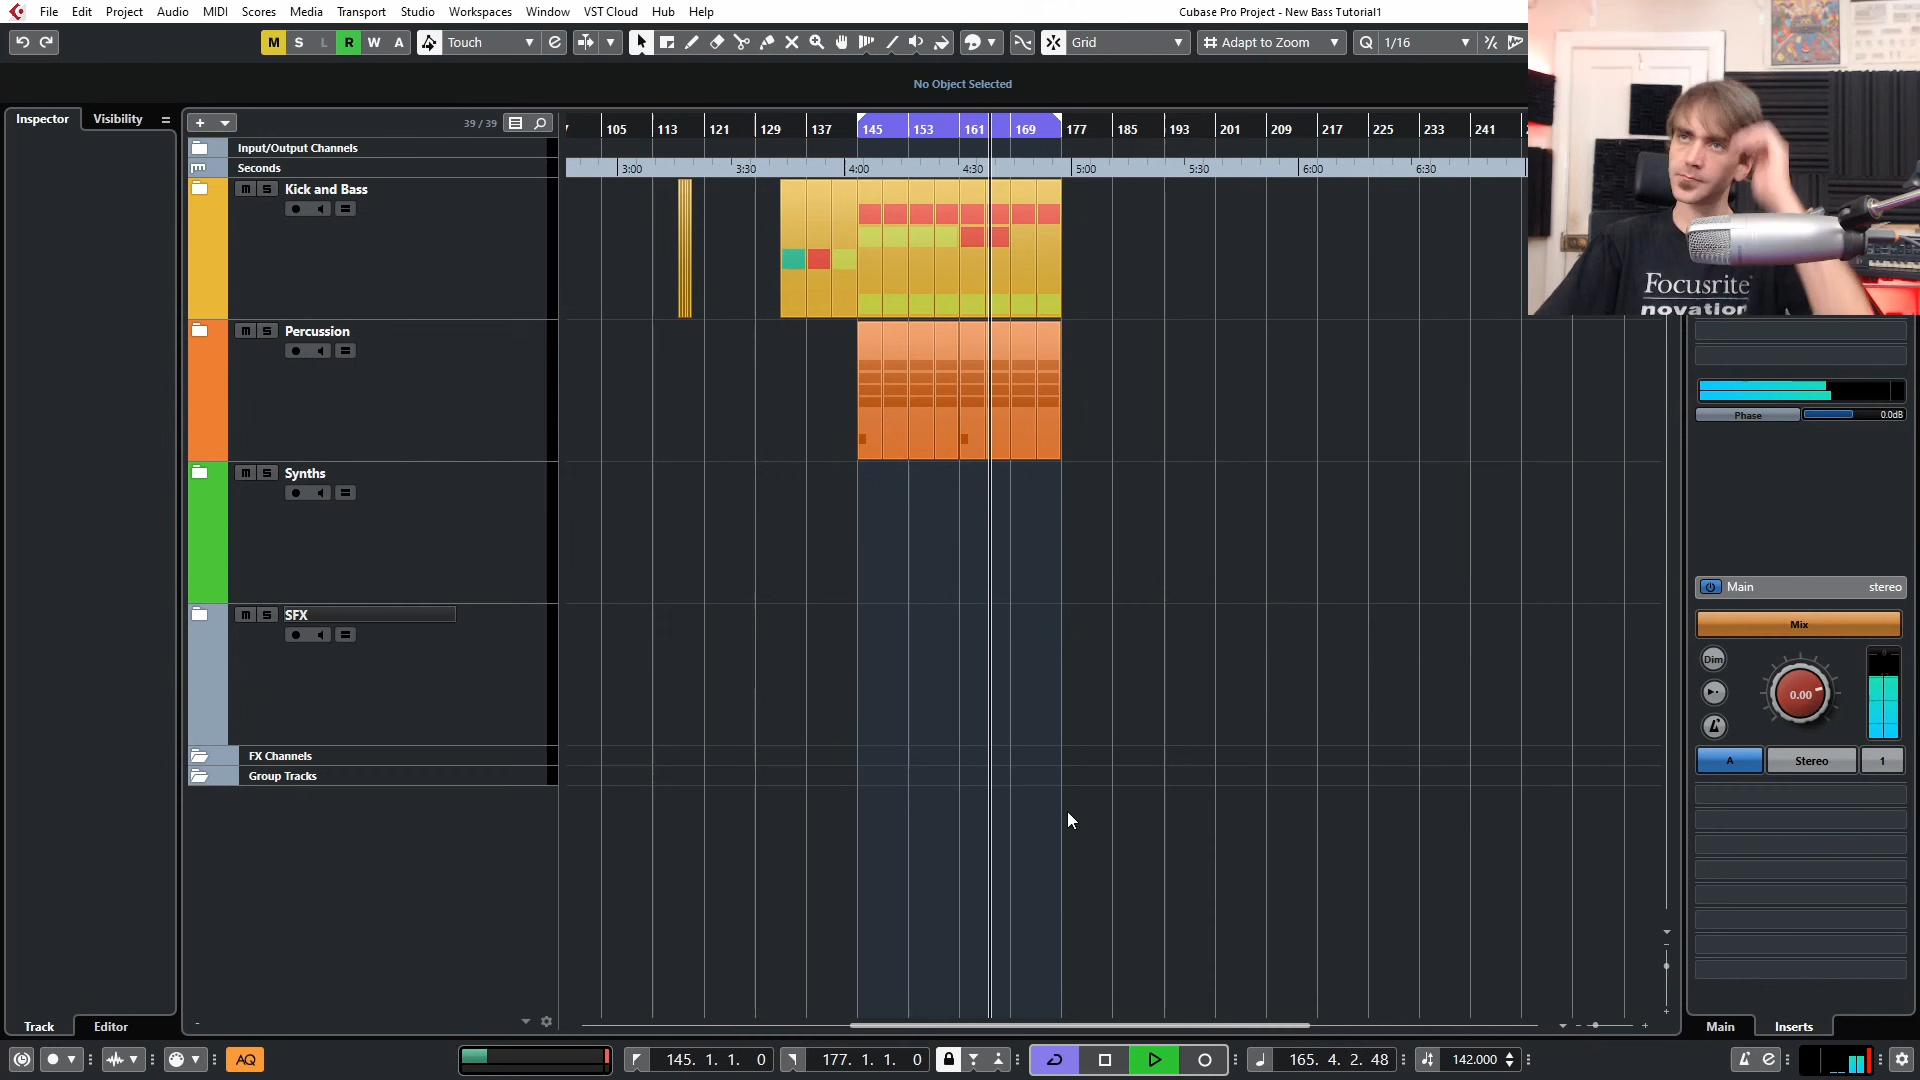 File Edit Project Audio MIDI Scores Media Transport Studio Workspaces Window VST Cloud Hub Help
Cubase Pro Project - New Bass Tutorial1
M S L R W A Touch
Grid
Adapt to Zoom
Q 1/16
No Object Selected
Inspector Visibility
39 / 39
105 113 121 129 137 145 153 161 169 177 185 193 201 209 217 225 233 241
Input/Output Channels
Seconds
3:00 3:30 4:00 4:30 5:00 5:30 6:00 6:30
m S Kick and Bass
m S Percussion
m S Synths
m S SFX
FX Channels
Group Tracks
Focusrite
novation
Phase 0.0dB
Main stereo
Mix
Dim
0.00
A Stereo 1
Track Editor
Main Inserts
AQ
145. 1. 1. 0
177. 1. 1. 0
165. 4. 2. 48
142.000